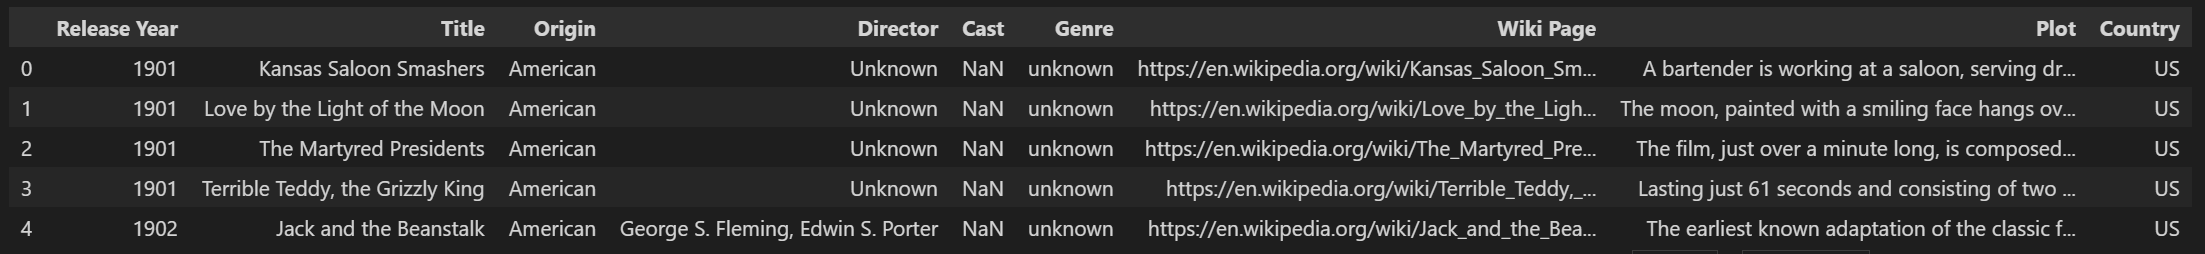 Release Year Title Origin Director Cast Genre Wiki Page Plot Country
0 1901 Kansas Saloon Smashers American Unknown NaN unknown https://en.wikipedia.org/wiki/Kansas_Saloon_Sm... A bartender is working at a saloon, serving dr... US
1 1901 Love by the Light of the Moon American Unknown NaN unknown https://en.wikipedia.org/wiki/Love_by_the_Ligh... The moon, painted with a smiling face hangs ov... US
2 1901 The Martyred Presidents American Unknown NaN unknown https://en.wikipedia.org/wiki/The_Martyred_Pre... The film, just over a minute long, is composed... US
3 1901 Terrible Teddy, the Grizzly King American Unknown NaN unknown https://en.wikipedia.org/wiki/Terrible_Teddy,_... Lasting just 61 seconds and consisting of two ... US
4 1902 Jack and the Beanstalk American George S. Fleming, Edwin S. Porter NaN unknown https://en.wikipedia.org/wiki/Jack_and_the_Bea... The earliest known adaptation of the classic f... US